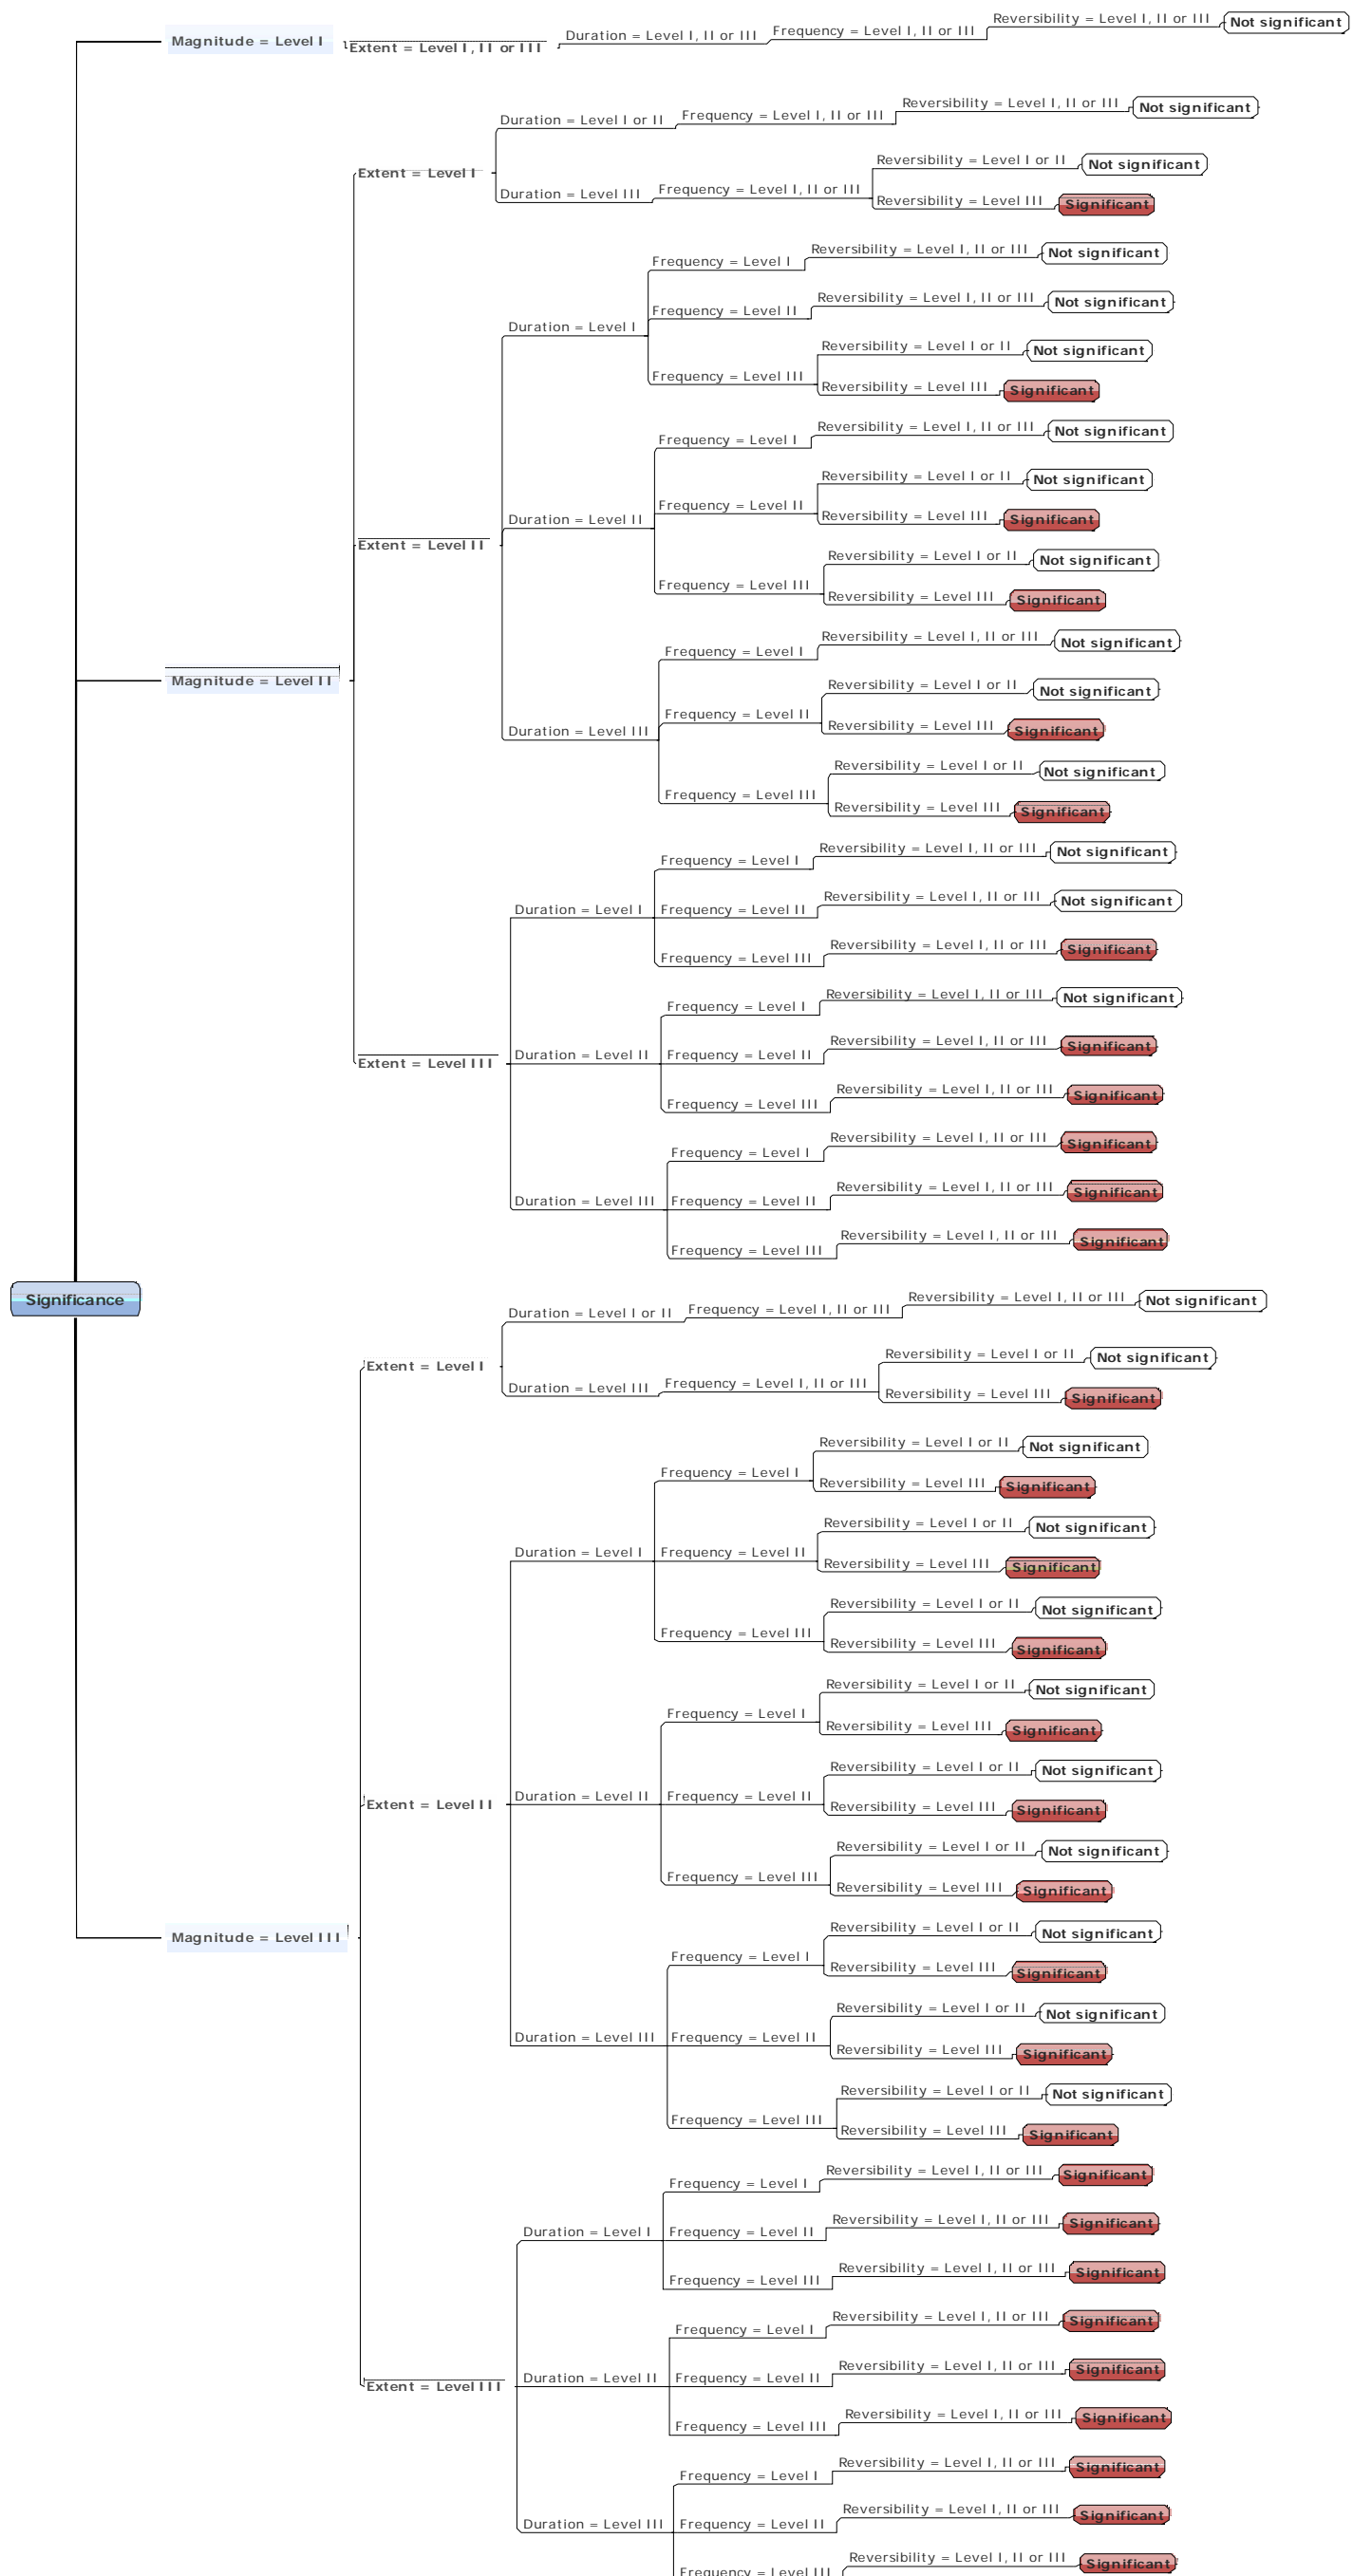 Magnitude = Level I
Extent = Level I, II or III
Duration = Level I, II or III
Frequency = Level I, II or III
Reversibility = Level I, II or III
Not significant
Magnitude = Level II
Extent = Level I
Duration = Level I or II
Frequency = Level I, II or III
Reversibility = Level I, II or III
Not significant
Duration = Level III
Frequency = Level I, II or III
Reversibility = Level I or II
Not significant
Reversibility = Level III
Significant
Extent = Level II
Duration = Level I
Frequency = Level I
Reversibility = Level I, II or III
Not significant
Frequency = Level II
Reversibility = Level I, II or III
Not significant
Frequency = Level III
Reversibility = Level I or II
Not significant
Reversibility = Level III
Significant
Duration = Level II
Frequency = Level I
Reversibility = Level I, II or III
Not significant
Frequency = Level II
Reversibility = Level I or II
Not significant
Reversibility = Level III
Significant
Frequency = Level III
Reversibility = Level I or II
Not significant
Reversibility = Level III
Significant
Duration = Level III
Frequency = Level I
Reversibility = Level I, II or III
Not significant
Frequency = Level II
Reversibility = Level I or II
Not significant
Reversibility = Level III
Significant
Frequency = Level III
Reversibility = Level I or II
Not significant
Reversibility = Level III
Significant
Extent = Level III
Duration = Level I
Frequency = Level I
Reversibility = Level I, II or III
Not significant
Frequency = Level II
Reversibility = Level I, II or III
Not significant
Frequency = Level III
Reversibility = Level I, II or III
Significant
Duration = Level II
Frequency = Level I
Reversibility = Level I, II or III
Not significant
Frequency = Level II
Reversibility = Level I, II or III
Significant
Frequency = Level III
Reversibility = Level I, II or III
Significant
Duration = Level III
Frequency = Level I
Reversibility = Level I, II or III
Significant
Frequency = Level II
Reversibility = Level I, II or III
Significant
Frequency = Level III
Reversibility = Level I, II or III
Significant
Significance
Magnitude = Level III
Extent = Level I
Duration = Level I or II
Frequency = Level I, II or III
Reversibility = Level I, II or III
Not significant
Duration = Level III
Frequency = Level I, II or III
Reversibility = Level I or II
Not significant
Reversibility = Level III
Significant
Extent = Level II
Duration = Level I
Frequency = Level I
Reversibility = Level I or II
Not significant
Reversibility = Level III
Significant
Frequency = Level II
Reversibility = Level I or II
Not significant
Reversibility = Level III
Significant
Frequency = Level III
Reversibility = Level I or II
Not significant
Reversibility = Level III
Significant
Duration = Level II
Frequency = Level I
Reversibility = Level I or II
Not significant
Reversibility = Level III
Significant
Frequency = Level II
Reversibility = Level I or II
Not significant
Reversibility = Level III
Significant
Frequency = Level III
Reversibility = Level I or II
Not significant
Reversibility = Level III
Significant
Duration = Level III
Frequency = Level I
Reversibility = Level I or II
Not significant
Reversibility = Level III
Significant
Frequency = Level II
Reversibility = Level I or II
Not significant
Reversibility = Level III
Significant
Frequency = Level III
Reversibility = Level I or II
Not significant
Reversibility = Level III
Significant
Extent = Level III
Duration = Level I
Frequency = Level I
Reversibility = Level I, II or III
Significant
Frequency = Level II
Reversibility = Level I, II or III
Significant
Frequency = Level III
Reversibility = Level I, II or III
Significant
Duration = Level II
Frequency = Level I
Reversibility = Level I, II or III
Significant
Frequency = Level II
Reversibility = Level I, II or III
Significant
Frequency = Level III
Reversibility = Level I, II or III
Significant
Duration = Level III
Frequency = Level I
Reversibility = Level I, II or III
Significant
Frequency = Level II
Reversibility = Level I, II or III
Significant
Frequency = Level III
Reversibility = Level I, II or III
Significant